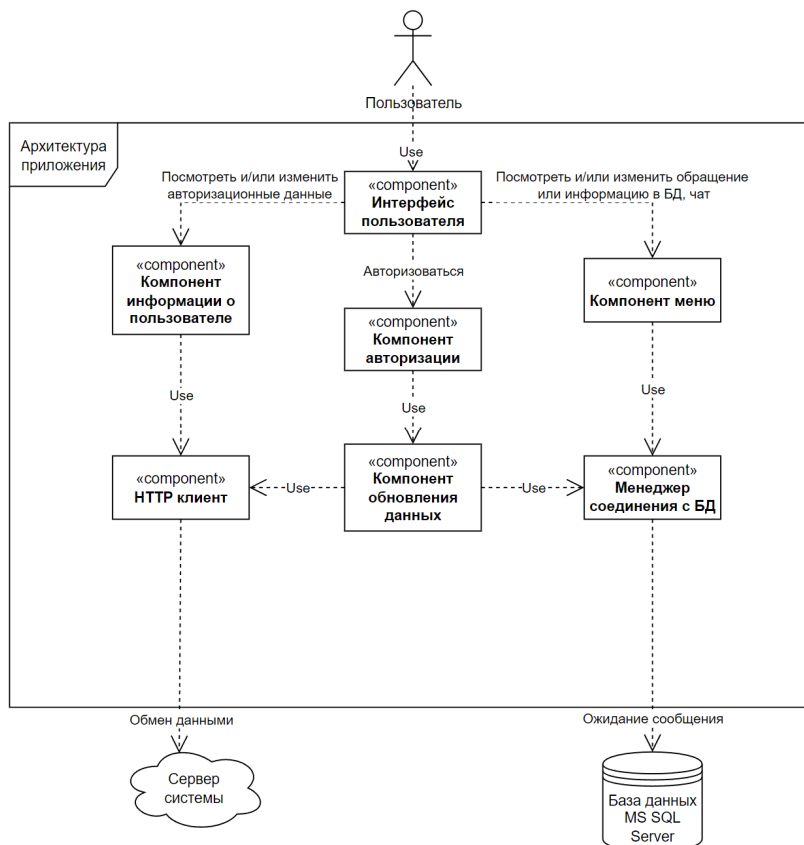 Пользователь
Архитектура
приложения
Use
Посмотреть и/или изменить
авторизационные данные
«component»
Интерфейс
пользователя
Посмотреть и/или изменить обращение
или информацию в БД, чат
«component»
Компонент
информации о
пользователе
Авторизоваться
«component»
Компонент меню
«component»
Компонент
авторизации
Use
Use
Use
«component»
HTTP клиент
Use
«component»
Компонент
обновления
данных
Use
«component»
Менеджер
соединения с БД
Обмен данными
Ожидание сообщения
Сервер
системы
База данных
MS SQL
Server